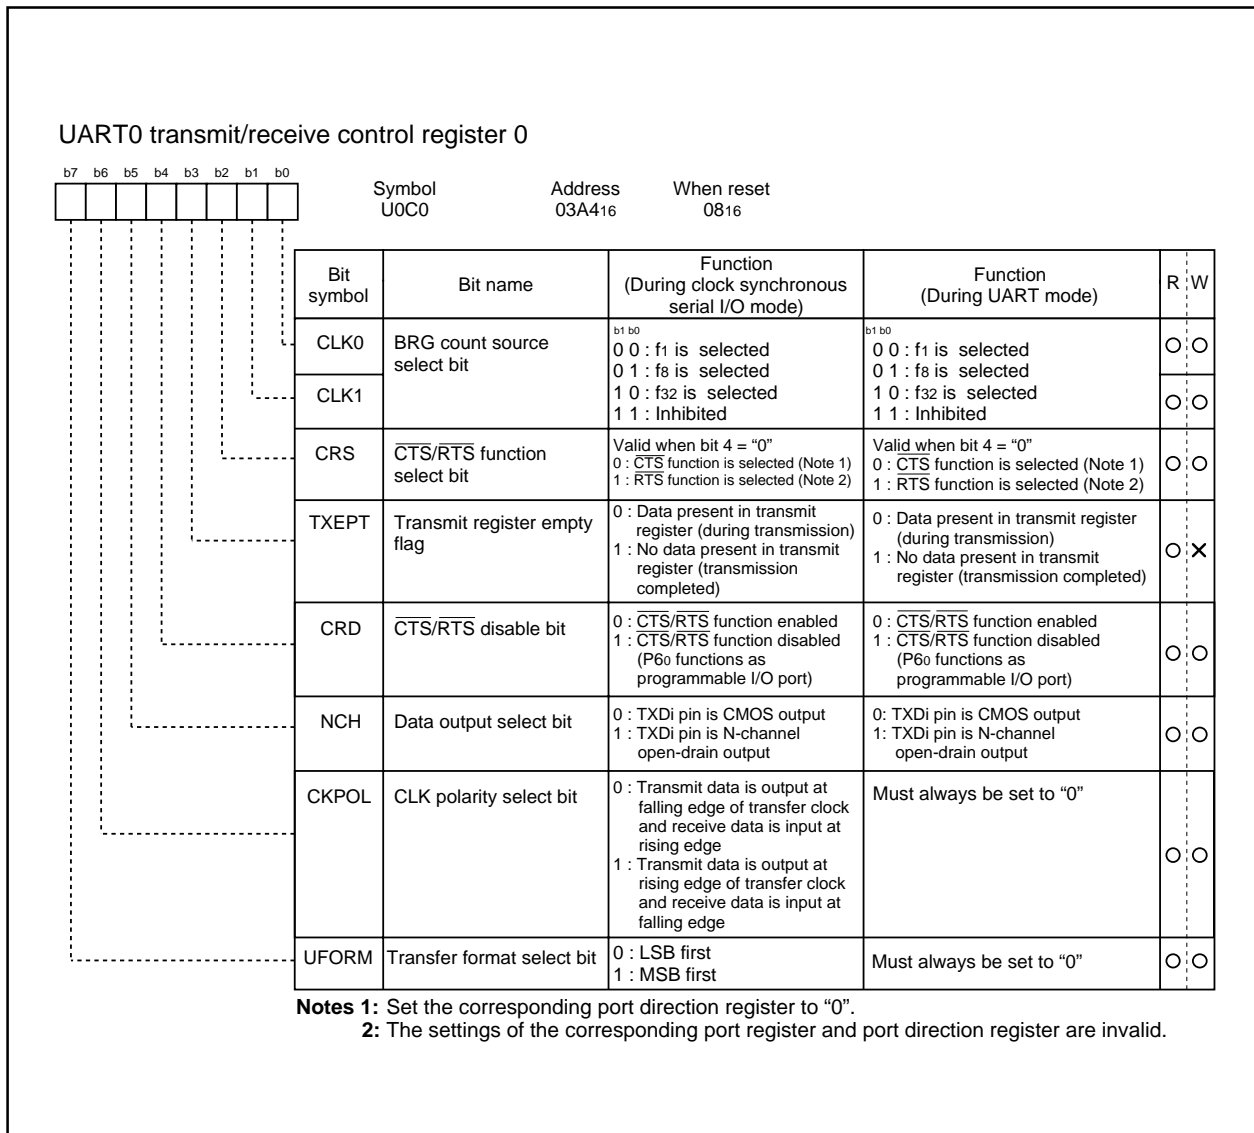 UART0 transmit/receive control register 0
b7 b6 b5 b4 b3 b2 b1 b0
Symbol Address When reset
U0C0 03A416 0816
Bit symbol Bit name Function (During clock synchronous serial I/O mode) Function (During UART mode) R W
CLK0 BRG count source select bit
CLK1
b1 b0
0 0 : f1 is selected
0 1 : f8 is selected
1 0 : f32 is selected
1 1 : Inhibited
b1 b0
0 0 : f1 is selected
0 1 : f8 is selected
1 0 : f32 is selected
1 1 : Inhibited
CRS CTS/RTS function
select bit
Valid when bit 4 = “0”
0 : CTS function is selected (Note 1)
1 : RTS function is selected (Note 2)
Valid when bit 4 = “0”
0 : CTS function is selected (Note 1)
1 : RTS function is selected (Note 2)
TXEPT Transmit register empty
flag
0 : Data present in transmit
register (during transmission)
1 : No data present in transmit
register (transmission
completed)
0 : Data present in transmit register
(during transmission)
1 : No data present in transmit
register (transmission completed)
CRD CTS/RTS disable bit
0 : CTS/RTS function enabled
1 : CTS/RTS function disabled
(P60 functions as
programmable I/O port)
0 : CTS/RTS function enabled
1 : CTS/RTS function disabled
(P60 functions as
programmable I/O port)
NCH Data output select bit
0 : TXDi pin is CMOS output
1 : TXDi pin is N-channel
open-drain output
0: TXDi pin is CMOS output
1: TXDi pin is N-channel
open-drain output
CKPOL CLK polarity select bit
0 : Transmit data is output at
falling edge of transfer clock
and receive data is input at
rising edge
1 : Transmit data is output at
rising edge of transfer clock
and receive data is input at
falling edge
Must always be set to “0”
UFORM Transfer format select bit
0 : LSB first
1 : MSB first
Must always be set to “0”
Notes 1: Set the corresponding port direction register to “0”.
2: The settings of the corresponding port register and port direction register are invalid.